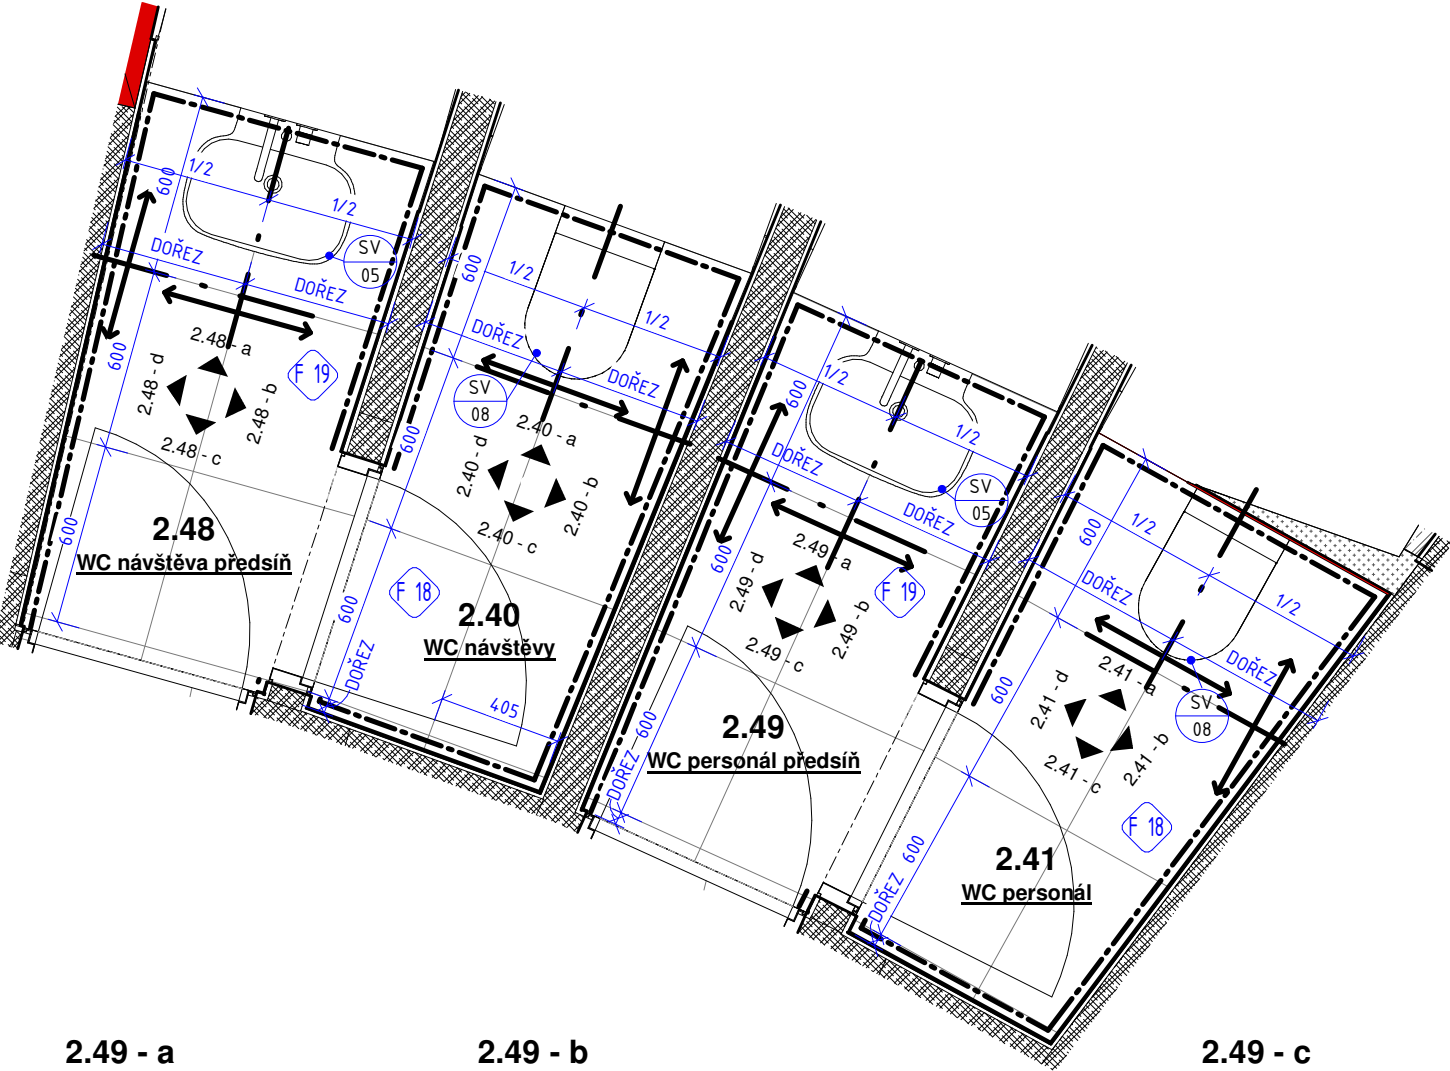 600
1/2
1/2
DOŘEZ
DOŘEZ
SV
05
600
2.48 - a
2.48 - d
2.48 - b
2.48 - c
F 19
600
2.48
WC návštěva předsíň
600
1/2
1/2
DOŘEZ
DOŘEZ
SV
08
600
2.40 - a
2.40 - d
2.40 - b
2.40 - c
F 18
600
DOŘEZ
405
2.40
WC návštěvy
600
1/2
1/2
DOŘEZ
DOŘEZ
SV
05
600
2.49 - a
2.49 - d
2.49 - b
2.49 - c
F 19
600
DOŘEZ
2.49
WC personál předsíň
600
1/2
1/2
DOŘEZ
DOŘEZ
SV
08
600
2.41 - a
2.41 - d
2.41 - b
2.41 - c
F 18
600
DOŘEZ
2.41
WC personál
2.49 - a
2.49 - b
2.49 - c